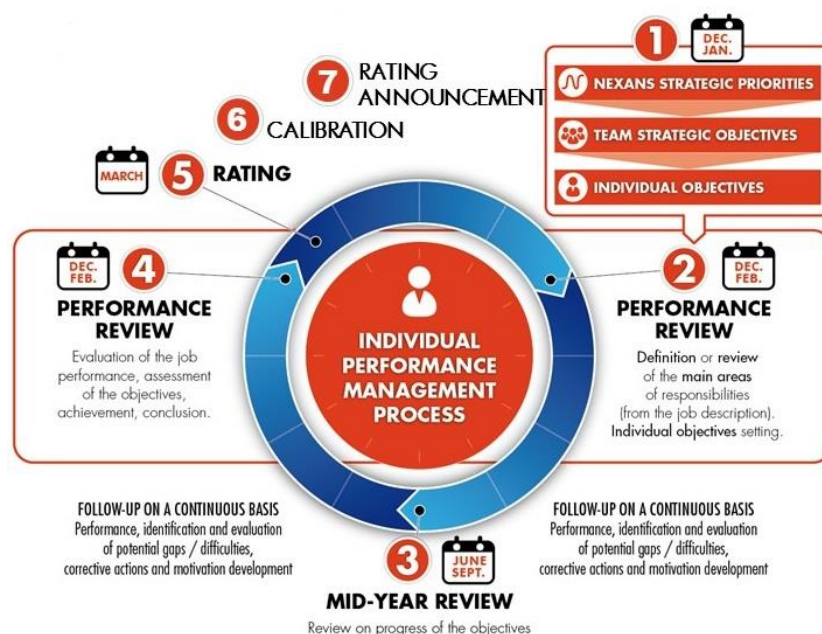 1
DEC.
JAN.
NEXANS STRATEGIC PRIORITIES
TEAM STRATEGIC OBJECTIVES
INDIVIDUAL OBJECTIVES
2
DEC.
FEB.
PERFORMANCE
REVIEW
Definition or review
of the main areas
of responsibilities
(from the job description).
Individual objectives setting.
FOLLOW-UP ON A CONTINUOUS BASIS
Performance, identification and evaluation
of potential gaps / difficulties,
corrective actions and motivation development
3
JUNE
SEPT.
MID-YEAR REVIEW
Review on progress of the objectives
FOLLOW-UP ON A CONTINUOUS BASIS
Performance, identification and evaluation
of potential gaps / difficulties,
corrective actions and motivation development
4
DEC.
FEB.
PERFORMANCE
REVIEW
Evaluation of the job
performance, assessment
of the objectives,
achievement, conclusion.
MARCH
5 RATING
6 CALIBRATION
7 RATING
ANNOUNCEMENT
INDIVIDUAL
PERFORMANCE
MANAGEMENT
PROCESS